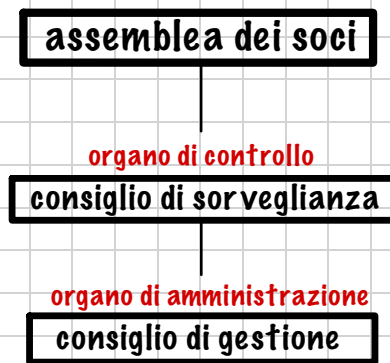 assemblea dei soci
organo di controllo
consiglio di sorveglianza
organo di amministrazione
consiglio di gestione